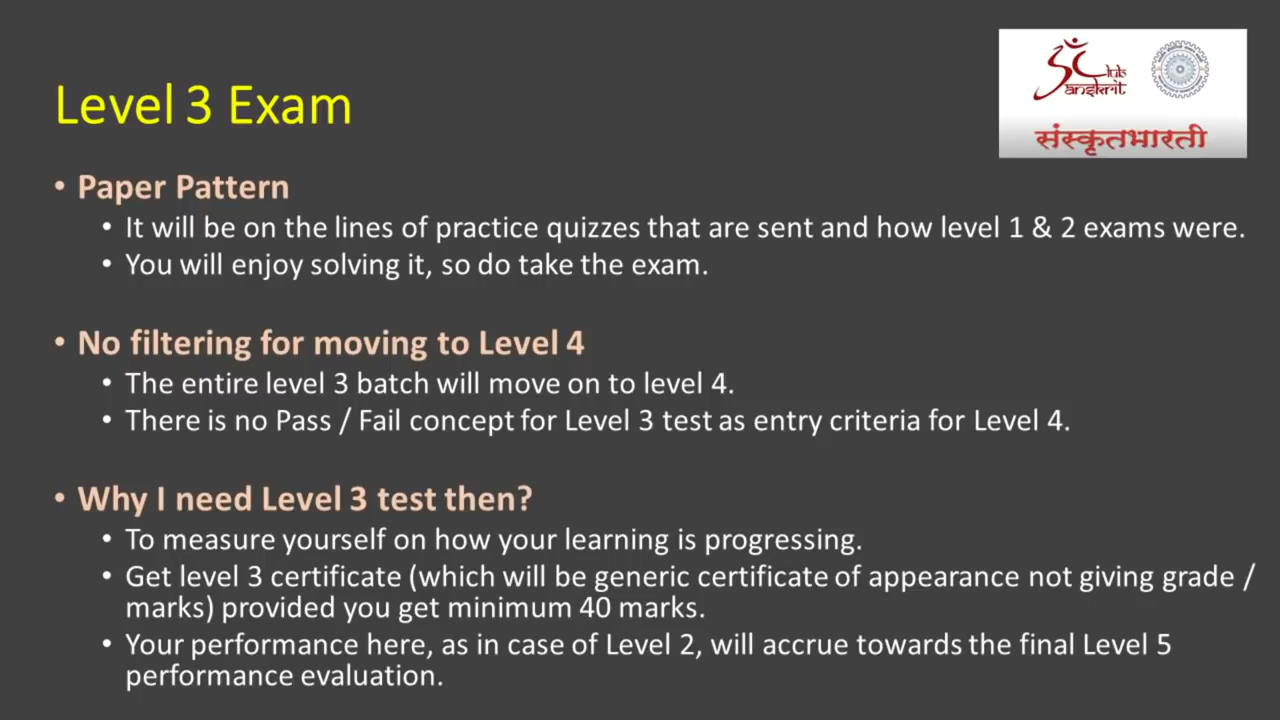 Level 3 Exam
Club
Sanskrit
संस्कृतभारती
• Paper Pattern
• It will be on the lines of practice quizzes that are sent and how level 1 & 2 exams were.
• You will enjoy solving it, so do take the exam.
• No filtering for moving to Level 4
• The entire level 3 batch will move on to level 4.
• There is no Pass / Fail concept for Level 3 test as entry criteria for Level 4.
• Why I need Level 3 test then?
• To measure yourself on how your learning is progressing.
• Get level 3 certificate (which will be generic certificate of appearance not giving grade /
marks) provided you get minimum 40 marks.
• Your performance here, as in case of Level 2, will accrue towards the final Level 5
performance evaluation.